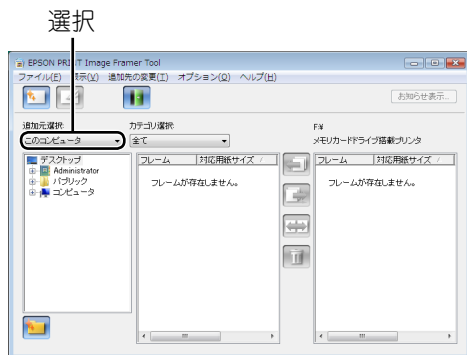 選択
EPSON PRINT Image Framer Tool
ファイル(F) 表示(V) 追加先の変更(T) オプション(O) ヘルプ(H)
お知らせ表示...
追加元選択: カテゴリ選択: F:¥
このコンピュータ 全て メモリカードドライブ搭載プリンタ
デスクトップ フレーム 対応用紙サイズ フレーム 対応用紙サイズ
Administrator
パブリック フレームが存在しません。 フレームが存在しません。
コンピュータ